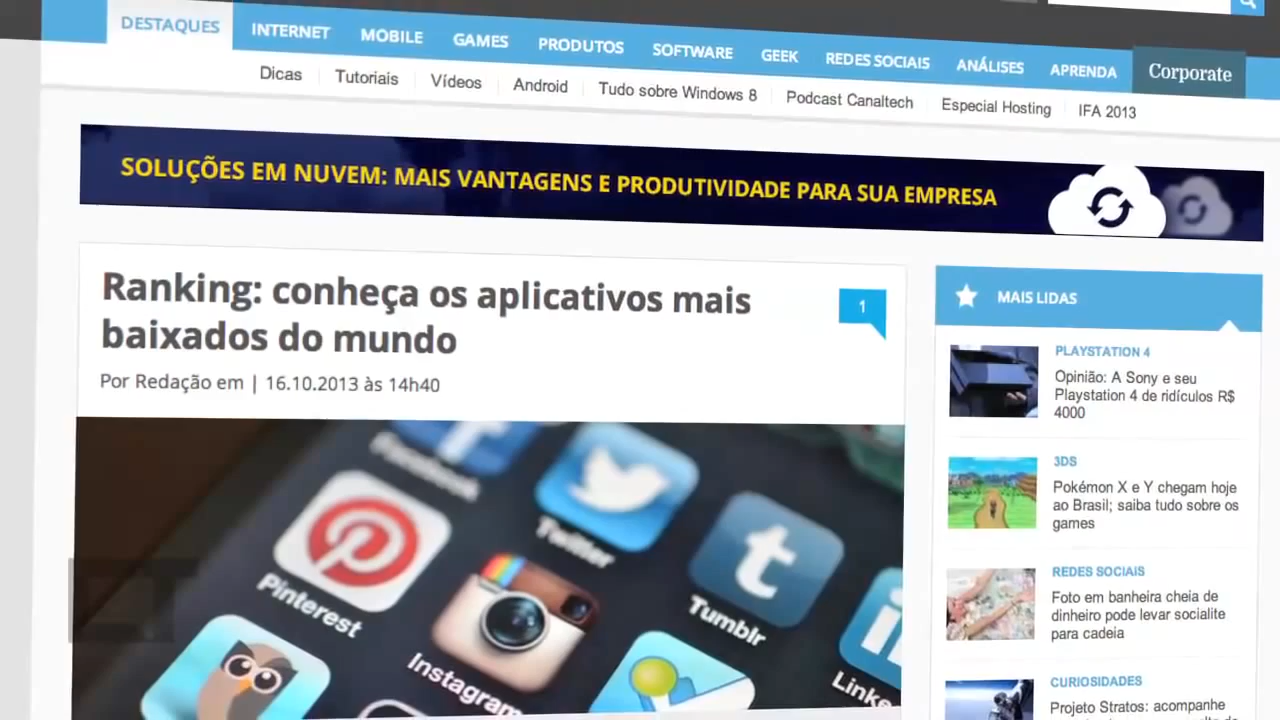 DESTAQUES INTERNET MOBILE GAMES PRODUTOS SOFTWARE GEEK REDES SOCIAIS ANÁLISES APRENDA Corporate
Dicas Tutoriais Vídeos Android Tudo sobre Windows 8 Podcast Canaltech Especial Hosting IFA 2013
SOLUÇÕES EM NUVEM: MAIS VANTAGENS E PRODUTIVIDADE PARA SUA EMPRESA
Ranking: conheça os aplicativos mais
baixados do mundo
1
Por Redação em | 16.10.2013 às 14h40
Facebook
Twitter
Pinterest
Tumblr
Instagram
Linke
MAIS LIDAS
PLAYSTATION 4
Opinião: A Sony e seu
Playstation 4 de ridículos R$
4000
3DS
Pokémon X e Y chegam hoje
ao Brasil; saiba tudo sobre os
games
REDES SOCIAIS
Foto em banheira cheia de
dinheiro pode levar socialite
para cadeia
CURIOSIDADES
Projeto Stratos: acompanhe